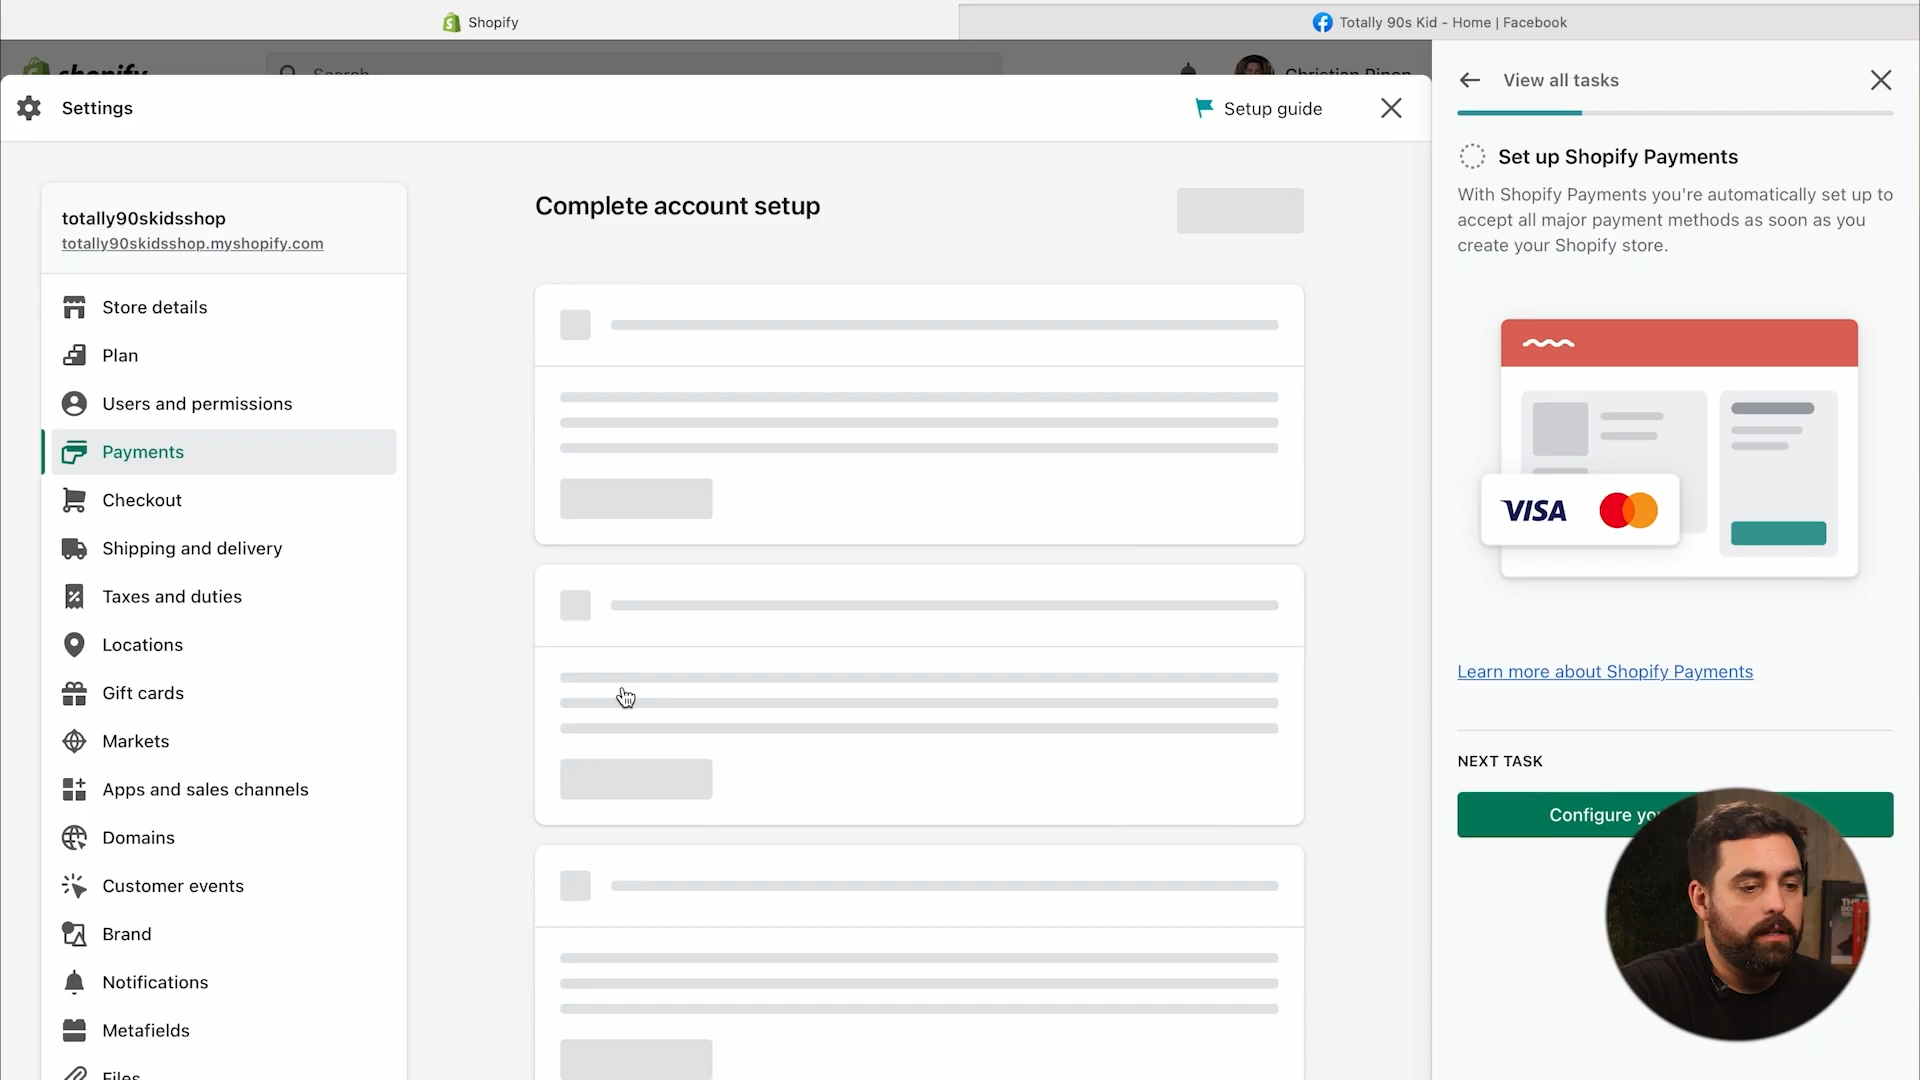 Shopify
Totally 90s Kid - Home | Facebook
shopify
Search
Settings
Setup guide
View all tasks
Set up Shopify Payments
With Shopify Payments you're automatically set up to
accept all major payment methods as soon as you
create your Shopify store.
totally90skidsshop
totally90skidsshop.myshopify.com
Complete account setup
Store details
Plan
Users and permissions
Payments
Checkout
Shipping and delivery
Taxes and duties
Locations
Gift cards
Markets
Apps and sales channels
Domains
Customer events
Brand
Notifications
Metafields
Files
VISA
Learn more about Shopify Payments
NEXT TASK
Configure